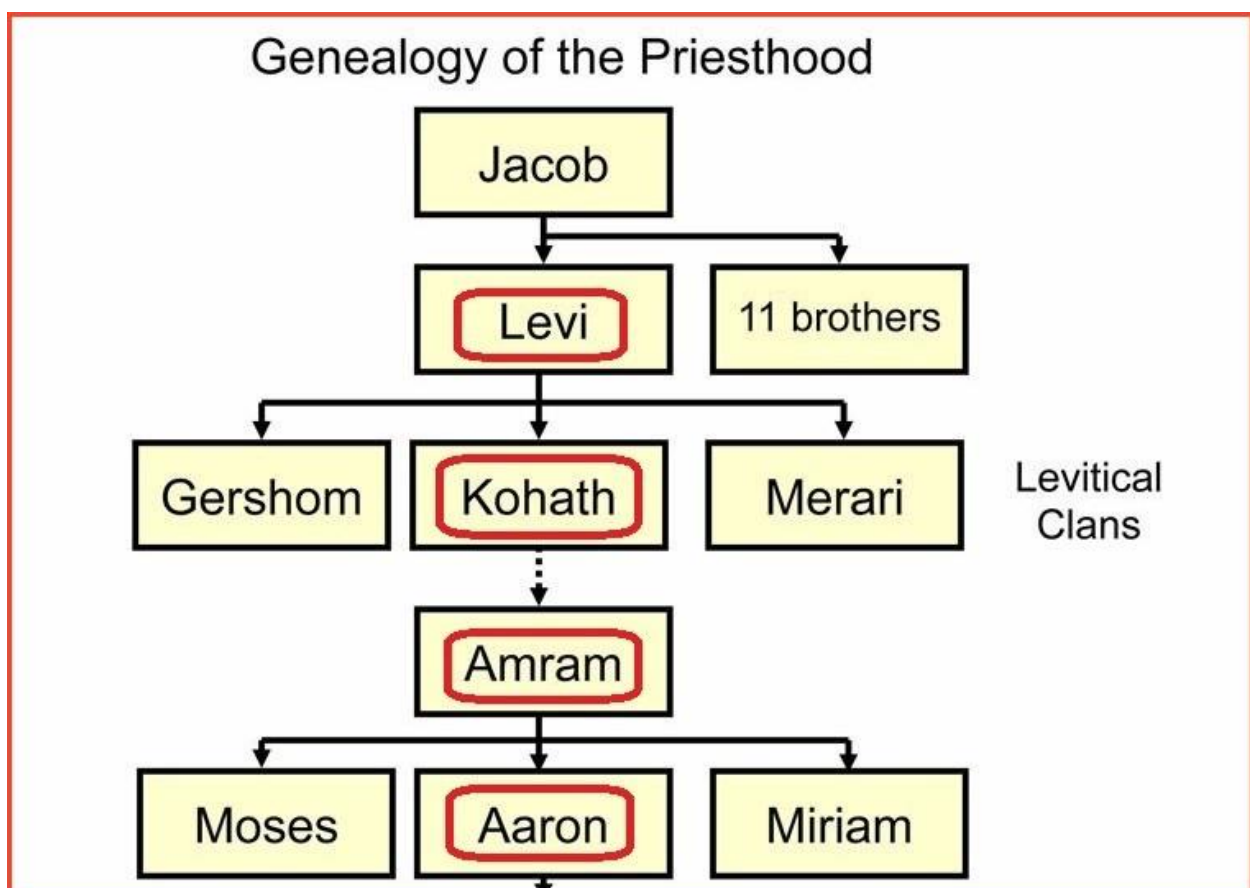 Genealogy of the Priesthood
Jacob
Levi
11 brothers
Gershom
Kohath
Merari
Levitical
Clans
Amram
Moses
Aaron
Miriam